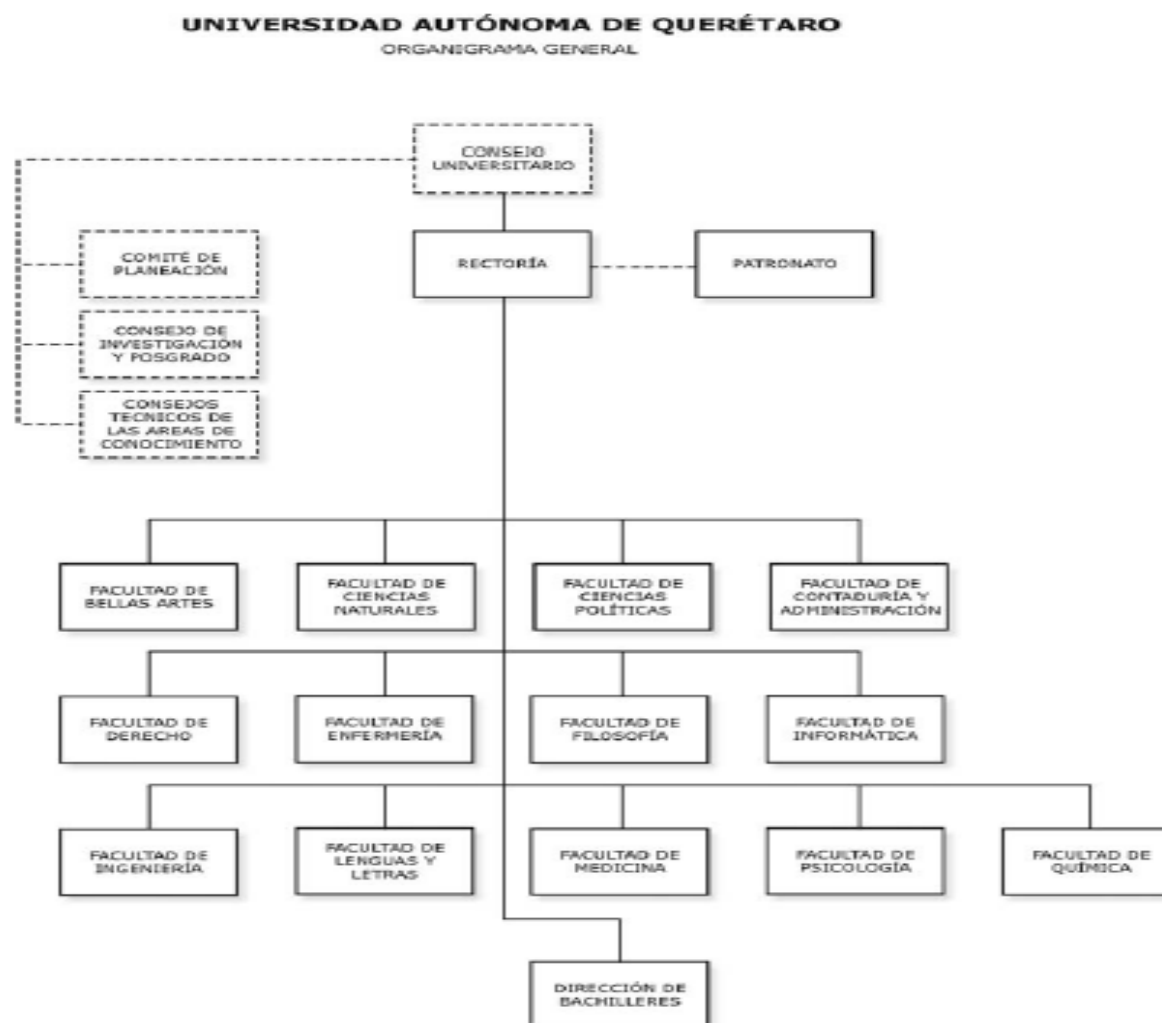 UNIVERSIDAD AUTÓNOMA DE QUERÉTARO
ORGANIGRAMA GENERAL
CONSEJO
UNIVERSITARIO
COMITÉ DE
PLANEACIÓN
RECTORÍA
PATRONATO
CONSEJO DE
INVESTIGACIÓN
Y POSGRADO
CONSEJOS
TECNICOS DE
LAS AREAS DE
CONOCIMIENTO
FACULTAD DE
BELLAS ARTES
FACULTAD DE
CIENCIAS
NATURALES
FACULTAD DE
CIENCIAS
POLÍTICAS
FACULTAD DE
CONTADURÍA Y
ADMINISTRACIÓN
FACULTAD DE
DERECHO
FACULTAD DE
ENFERMERÍA
FACULTAD DE
FILOSOFÍA
FACULTAD DE
INFORMÁTICA
FACULTAD DE
INGENIERÍA
FACULTAD DE
LENGUAS Y
LETRAS
FACULTAD DE
MEDICINA
FACULTAD DE
PSICOLOGÍA
FACULTAD DE
QUÍMICA
DIRECCIÓN DE
BACHILLERES